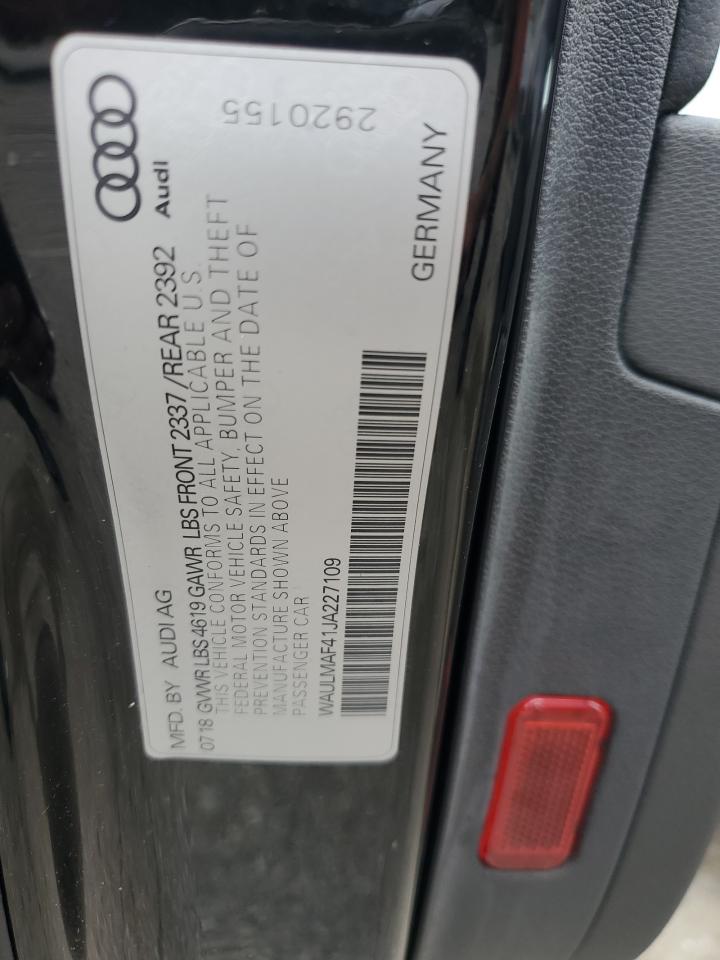 Audi
2920155
MFD. BY AUDI AG
07 18 GVWR LBS 4619 GAWR LBS FRONT 2337 / REAR 2392
THIS VEHICLE CONFORMS TO ALL APPLICABLE U.S.
FEDERAL MOTOR VEHICLE SAFETY, BUMPER AND THEFT
PREVENTION STANDARDS IN EFFECT ON THE DATE OF
MANUFACTURE SHOWN ABOVE
PASSENGER CAR
WAULMAF41JA227109
GERMANY